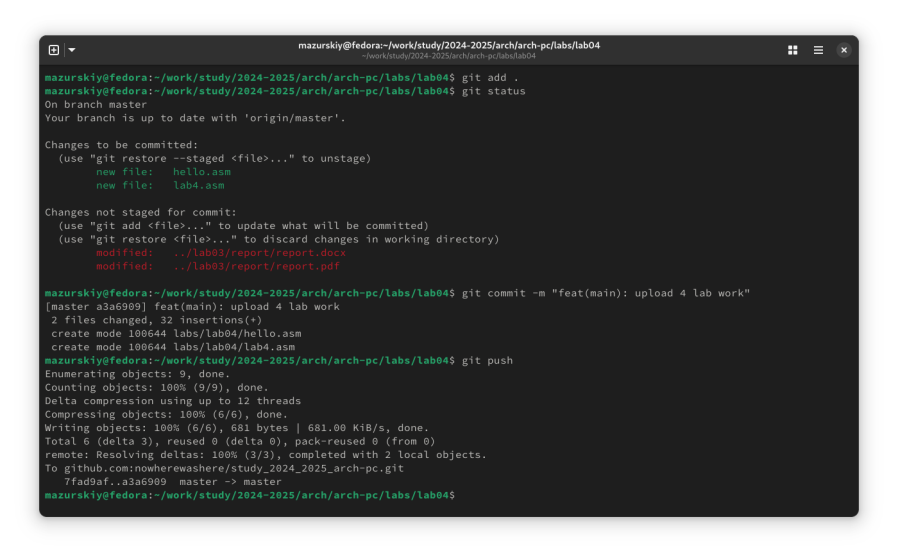 mazurskiy@fedora:~/work/study/2024-2025/arch/arch-pc/labs/lab04
~/work/study/2024-2025/arch/arch-pc/labs/lab04
mazurskiy@fedora:~/work/study/2024-2025/arch/arch-pc/labs/lab04$ git add .
mazurskiy@fedora:~/work/study/2024-2025/arch/arch-pc/labs/lab04$ git status
On branch master
Your branch is up to date with 'origin/master'.
Changes to be committed:
  (use "git restore --staged <file>..." to unstage)
        new file:   hello.asm
        new file:   lab4.asm
Changes not staged for commit:
  (use "git add <file>..." to update what will be committed)
  (use "git restore <file>..." to discard changes in working directory)
        modified:   ../lab03/report/report.docx
        modified:   ../lab03/report/report.pdf
mazurskiy@fedora:~/work/study/2024-2025/arch/arch-pc/labs/lab04$ git commit -m "feat(main): upload 4 lab work"
[master a3a6909] feat(main): upload 4 lab work
 2 files changed, 32 insertions(+)
 create mode 100644 labs/lab04/hello.asm
 create mode 100644 labs/lab04/lab4.asm
mazurskiy@fedora:~/work/study/2024-2025/arch/arch-pc/labs/lab04$ git push
Enumerating objects: 9, done.
Counting objects: 100% (9/9), done.
Delta compression using up to 12 threads
Compressing objects: 100% (6/6), done.
Writing objects: 100% (6/6), 681 bytes | 681.00 KiB/s, done.
Total 6 (delta 3), reused 0 (delta 0), pack-reused 0 (from 0)
remote: Resolving deltas: 100% (3/3), completed with 2 local objects.
To github.com:nowherewashere/study_2024_2025_arch-pc.git
   7fad9af..a3a6909  master -> master
mazurskiy@fedora:~/work/study/2024-2025/arch/arch-pc/labs/lab04$